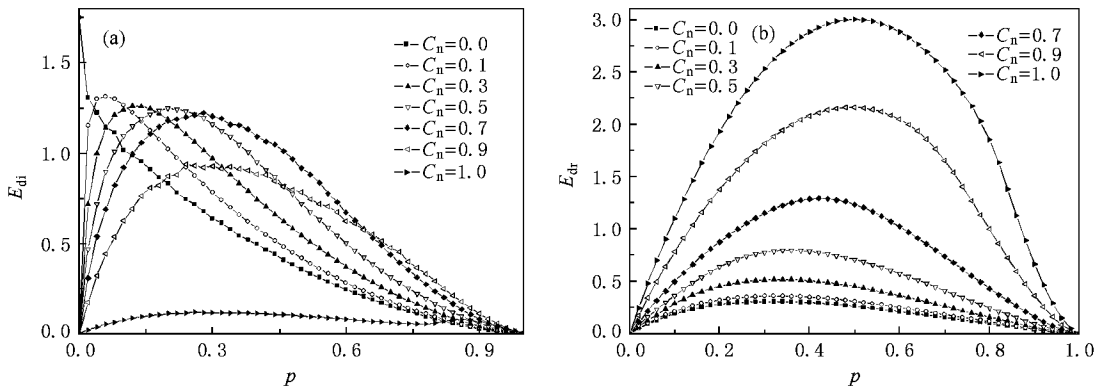 (a)
C_n=0.0
C_n=0.1
C_n=0.3
C_n=0.5
C_n=0.7
C_n=0.9
C_n=1.0
1.5
1.0
0.5
0.0
E_di
0.0 0.3 0.6 0.9
p
(b)
C_n=0.0
C_n=0.1
C_n=0.3
C_n=0.5
C_n=0.7
C_n=0.9
C_n=1.0
3.0
2.5
2.0
1.5
1.0
0.5
0.0
E_dr
0.0 0.2 0.4 0.6 0.8 1.0
p